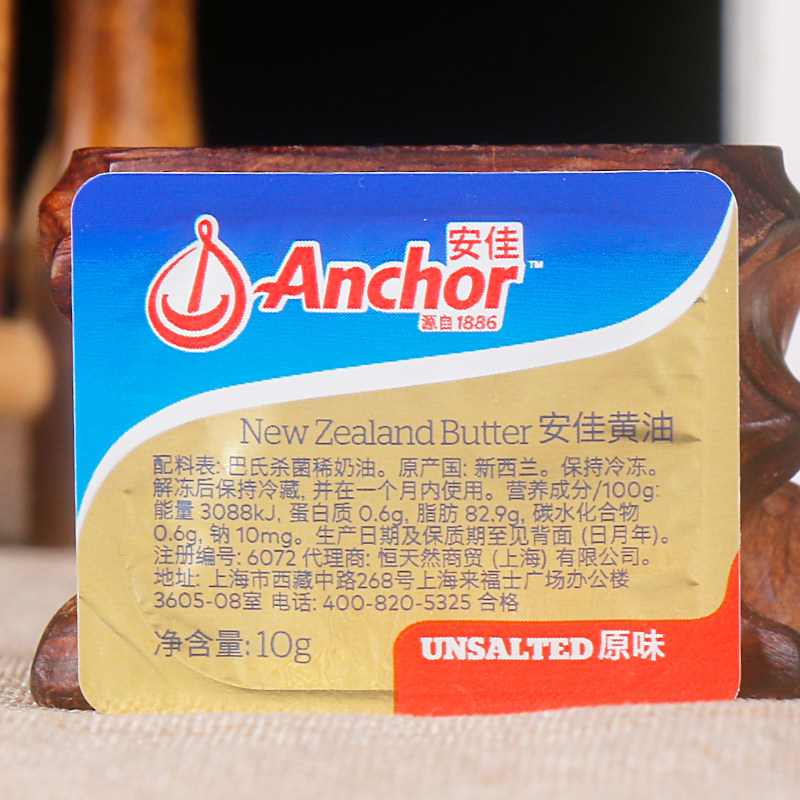 安佳
Anchor™
源自1886
New Zealand Butter 安佳黄油
配料表: 巴氏杀菌稀奶油。原产国: 新西兰。保持冷冻。
解冻后保持冷藏, 并在一个月内使用。营养成分/100g:
能量 3088kJ, 蛋白质 0.6g, 脂肪 82.9g, 碳水化合物
0.6g, 钠 10mg。生产日期及保质期至见背面 (日月年)。
注册编号: 6072 代理商: 恒天然商贸 (上海) 有限公司。
地址: 上海市西藏中路268号上海来福士广场办公楼
3605-08室 电话: 400-820-5325 合格
净含量: 10g
UNSALTED 原味